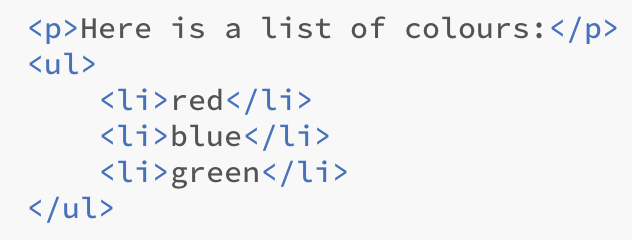 <p>Here is a list of colours:</p>
<ul>
    <li>red</li>
    <li>blue</li>
    <li>green</li>
</ul>